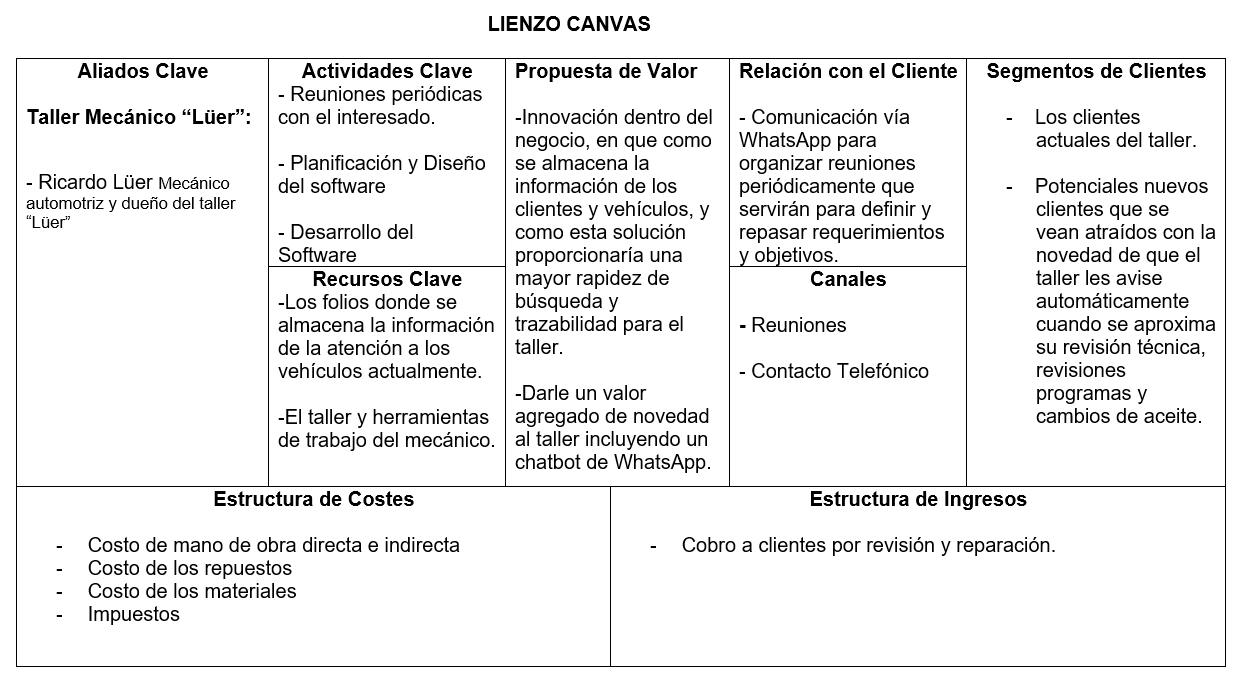 LIENZO CANVAS
Aliados Clave
Taller Mecánico “Lüer”:
- Ricardo Lüer Mecánico
automotriz y dueño del taller
“Lüer”
Actividades Clave
- Reuniones periódicas
con el interesado.
- Planificación y Diseño
del software
- Desarrollo del
Software
Recursos Clave
-Los folios donde se
almacena la información
de la atención a los
vehículos actualmente.
-El taller y herramientas
de trabajo del mecánico.
Propuesta de Valor
-Innovación dentro del
negocio, en que como
se almacena la
información de los
clientes y vehículos, y
como esta solución
proporcionaría una
mayor rapidez de
búsqueda y
trazabilidad para el
taller.
-Darle un valor
agregado de novedad
al taller incluyendo un
chatbot de WhatsApp.
Relación con el Cliente
- Comunicación vía
WhatsApp para
organizar reuniones
periódicamente que
servirán para definir y
repasar requerimientos
y objetivos.
Canales
- Reuniones
- Contacto Telefónico
Segmentos de Clientes
- Los clientes
actuales del taller.
- Potenciales nuevos
clientes que se
vean atraídos con la
novedad de que el
taller les avise
automáticamente
cuando se aproxima
su revisión técnica,
revisiones
programas y
cambios de aceite.
Estructura de Costes
- Costo de mano de obra directa e indirecta
- Costo de los repuestos
- Costo de los materiales
- Impuestos
Estructura de Ingresos
- Cobro a clientes por revisión y reparación.